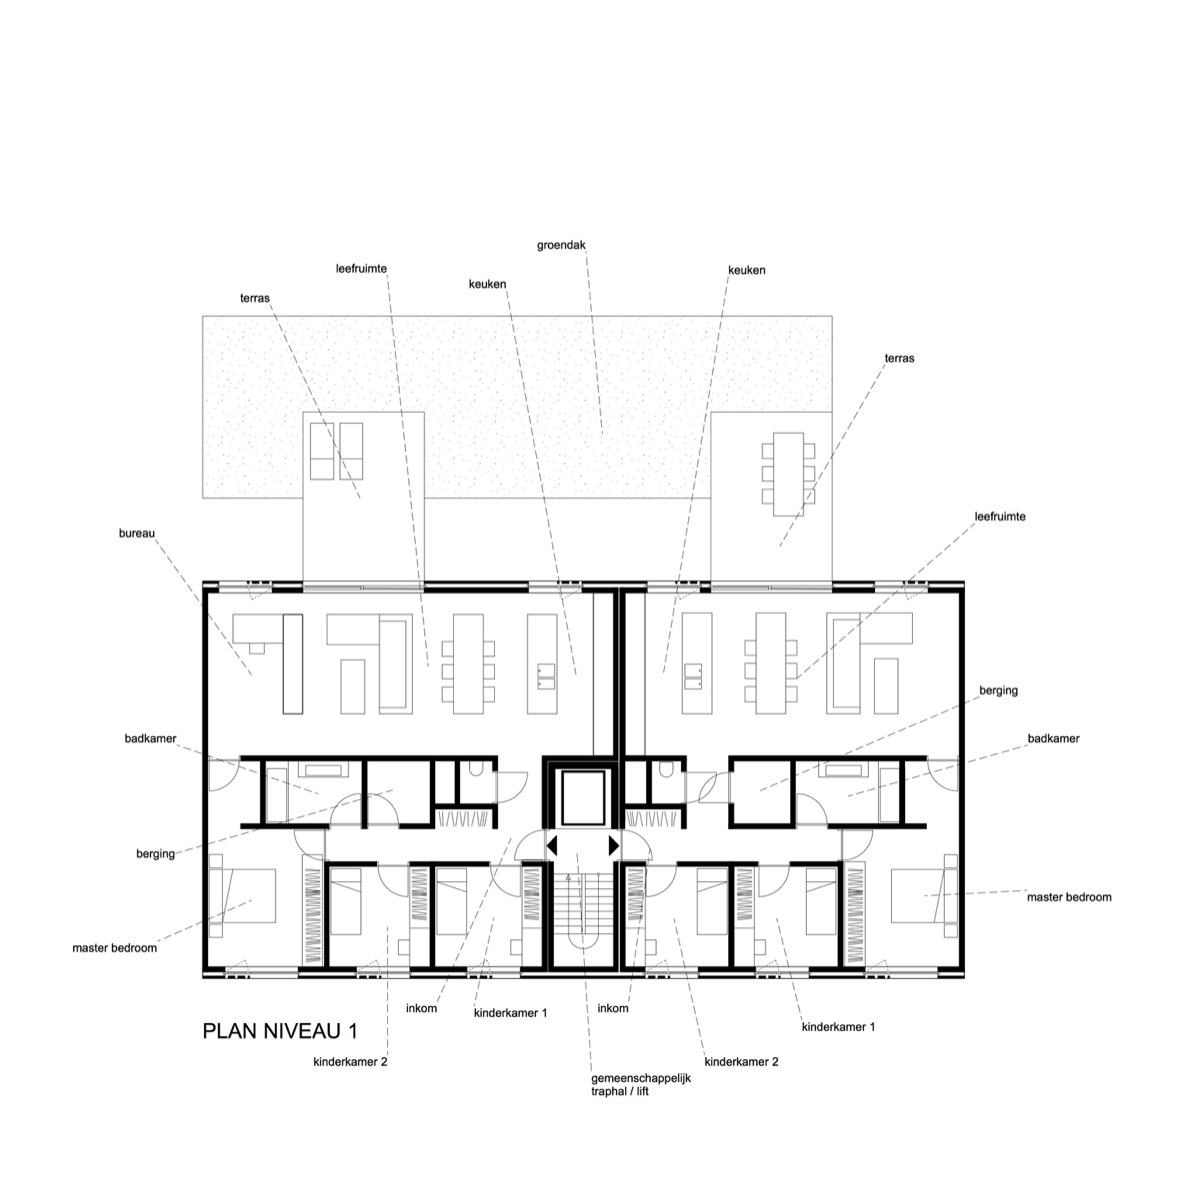 groendak
leefruimte
keuken
keuken
terras
terras
leefruimte
bureau
berging
badkamer
badkamer
berging
master bedroom
master bedroom
inkom
kinderkamer 1
inkom
kinderkamer 1
PLAN NIVEAU 1
kinderkamer 2
kinderkamer 2
gemeenschappelijk
traphal / lift